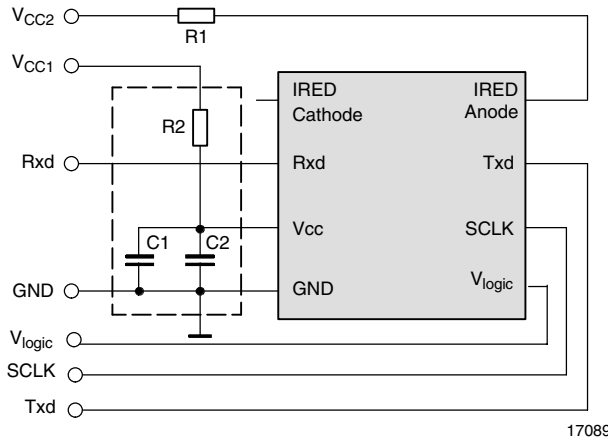 VCC2
R1
VCC1
IRED
Cathode
IRED
Anode
R2
Rxd
Rxd
Txd
Vcc
SCLK
C1
C2
GND
GND
Vlogic
Vlogic
SCLK
Txd
17089